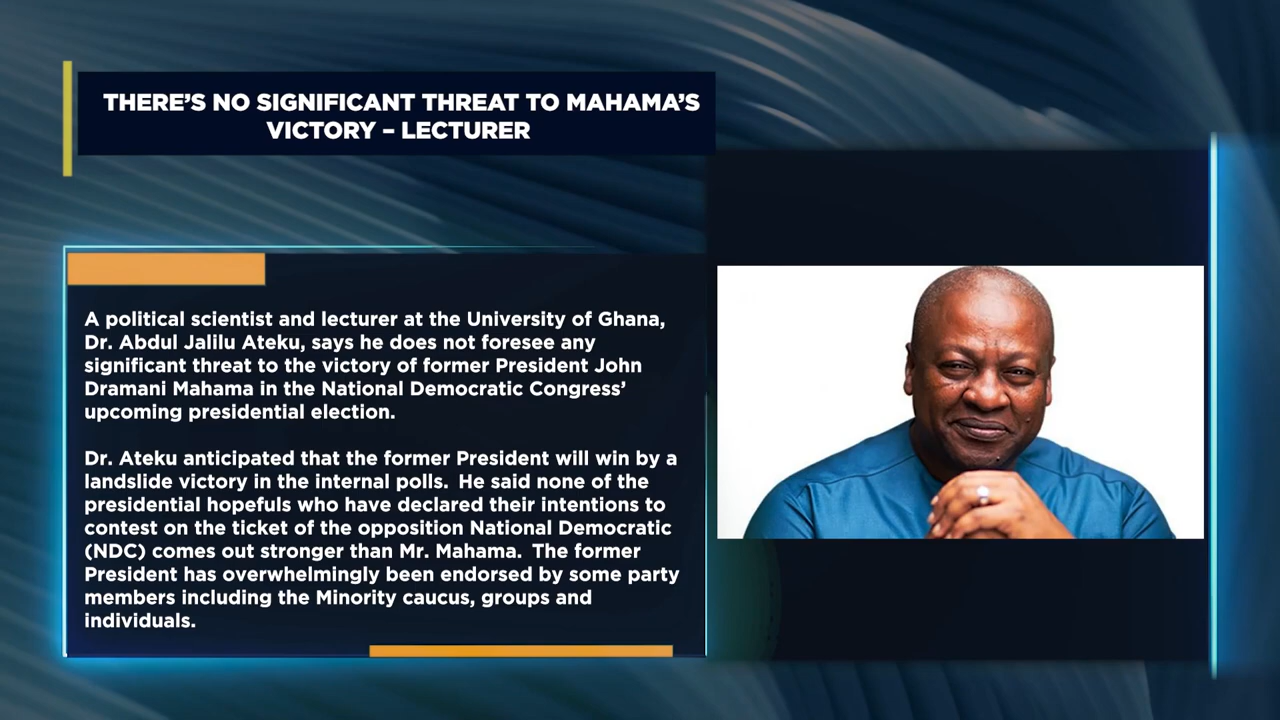 THERE’S NO SIGNIFICANT THREAT TO MAHAMA’S
VICTORY – LECTURER
A political scientist and lecturer at the University of Ghana,
Dr. Abdul Jalilu Ateku, says he does not foresee any
significant threat to the victory of former President John
Dramani Mahama in the National Democratic Congress’
upcoming presidential election.
Dr. Ateku anticipated that the former President will win by a
landslide victory in the internal polls. He said none of the
presidential hopefuls who have declared their intentions to
contest on the ticket of the opposition National Democratic
(NDC) comes out stronger than Mr. Mahama. The former
President has overwhelmingly been endorsed by some party
members including the Minority caucus, groups and
individuals.